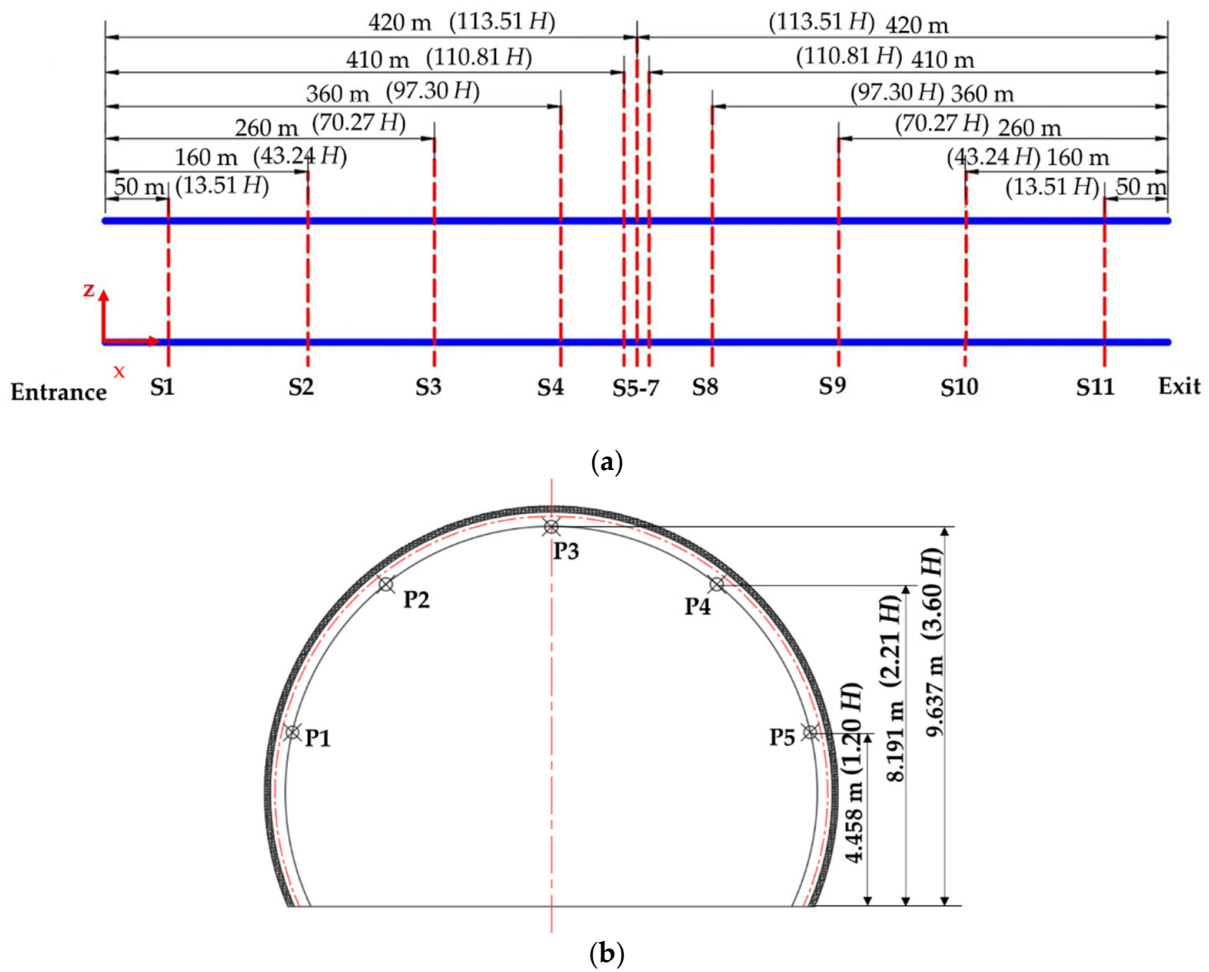 420 m (113.51 H) (113.51 H) 420 m
410 m (110.81 H) (110.81 H) 410 m
360 m (97.30 H) (97.30 H) 360 m
260 m (70.27 H) (70.27 H) 260 m
160 m (43.24 H) (43.24 H) 160 m
50 m (13.51 H) (13.51 H) 50 m
z
x
Entrance S1 S2 S3 S4 S5-7 S8 S9 S10 S11 Exit
(a)
P3
P2 P4
P1 P5
4.458 m (1.20 H)
8.191 m (2.21 H)
9.637 m (3.60 H)
(b)